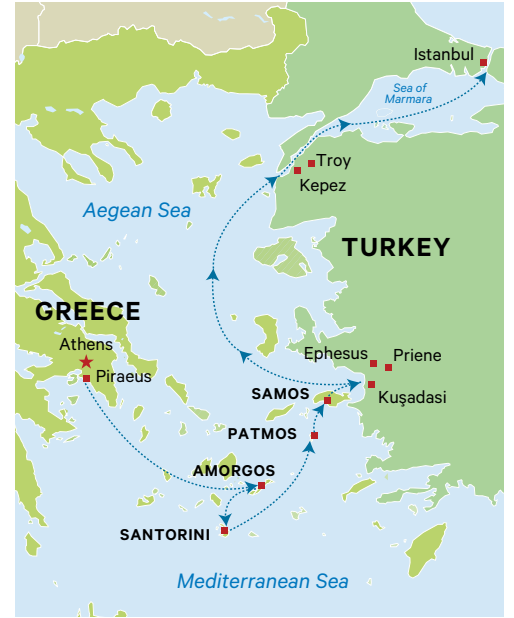 Istanbul
Sea of
Marmara
Troy
Kepez
Aegean Sea
TURKEY
GREECE
Athens
Piraeus
Ephesus
Priene
Kuşadasi
SAMOS
PATMOS
AMORGOS
SANTORINI
Mediterranean Sea